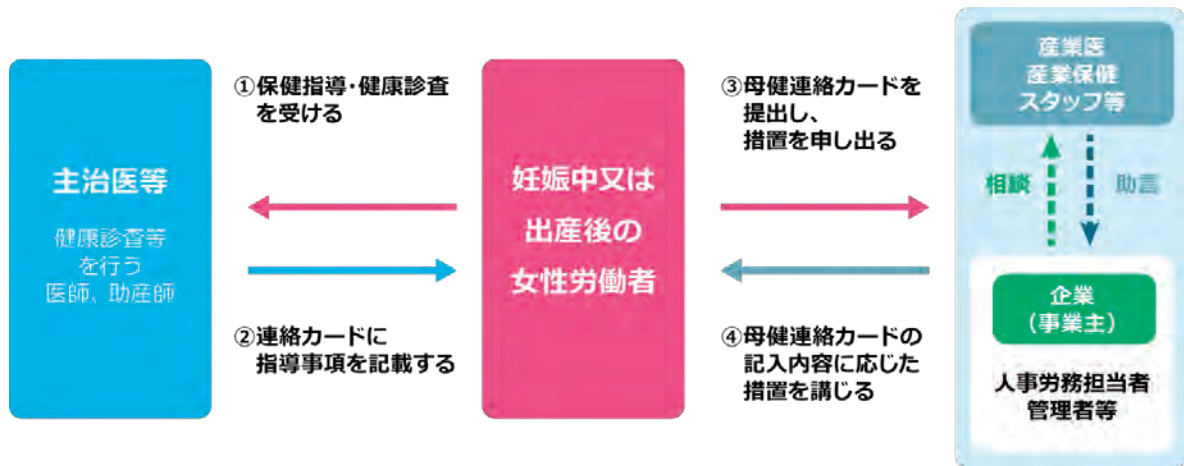 主治医等
健康診査等
を行う
医師、助産師
①保健指導・健康診査
を受ける
②連絡カードに
指導事項を記載する
妊娠中又は
出産後の
女性労働者
③母健連絡カードを
提出し、
措置を申し出る
④母健連絡カードの
記入内容に応じた
措置を講じる
産業医
産業保健
スタッフ等
相談
助言
企業
（事業主）
人事労務担当者
管理者等